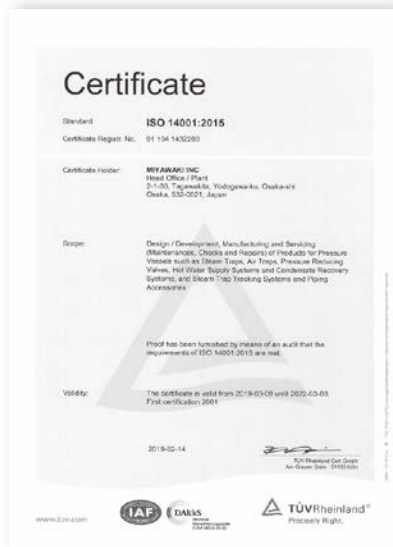 Certificate
Standard ISO 14001:2015
Certificate Registr. No. 01 104 1432260
Certificate Holder: MIYAWAKI INC
Head Office / Plant
2-1-30, Tagawakita, Yodogawa-ku, Osaka-shi
Osaka, 532-0021, Japan
Scope: Design / Development, Manufacturing and Servicing
(Maintenances, Checks and Repairs) of Products for Pressure
Vessels such as Steam Traps, Air Traps, Pressure Reducing
Valves, Hot Water Supply Systems and Condensate Recovery
Systems, and Steam Trap Tracking Systems and Piping
Accessories
Proof has been furnished by means of an audit that the
requirements of ISO 14001:2015 are met.
Validity: The certificate is valid from 2019-03-09 until 2022-03-08.
First certification 2001
2019-02-14
TÜV Rheinland Cert GmbH
Am Grauen Stein · 51105 Köln
www.tuv.com
IAF
DAkkS
TÜVRheinland®
Precisely Right.